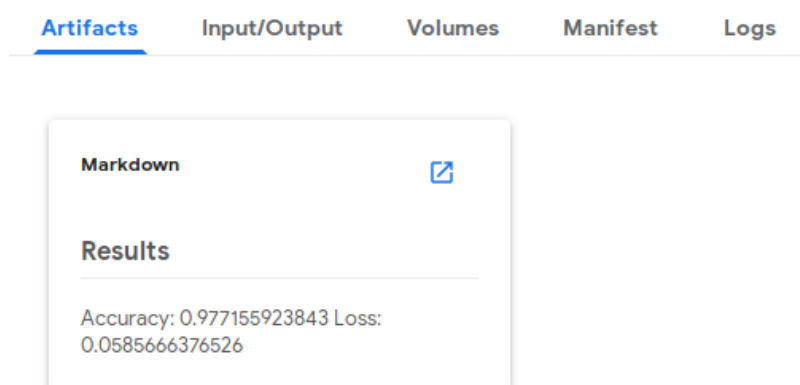 Artifacts Input/Output Volumes Manifest Logs
Markdown
Results
Accuracy: 0.977155923843 Loss:
0.0585666376526